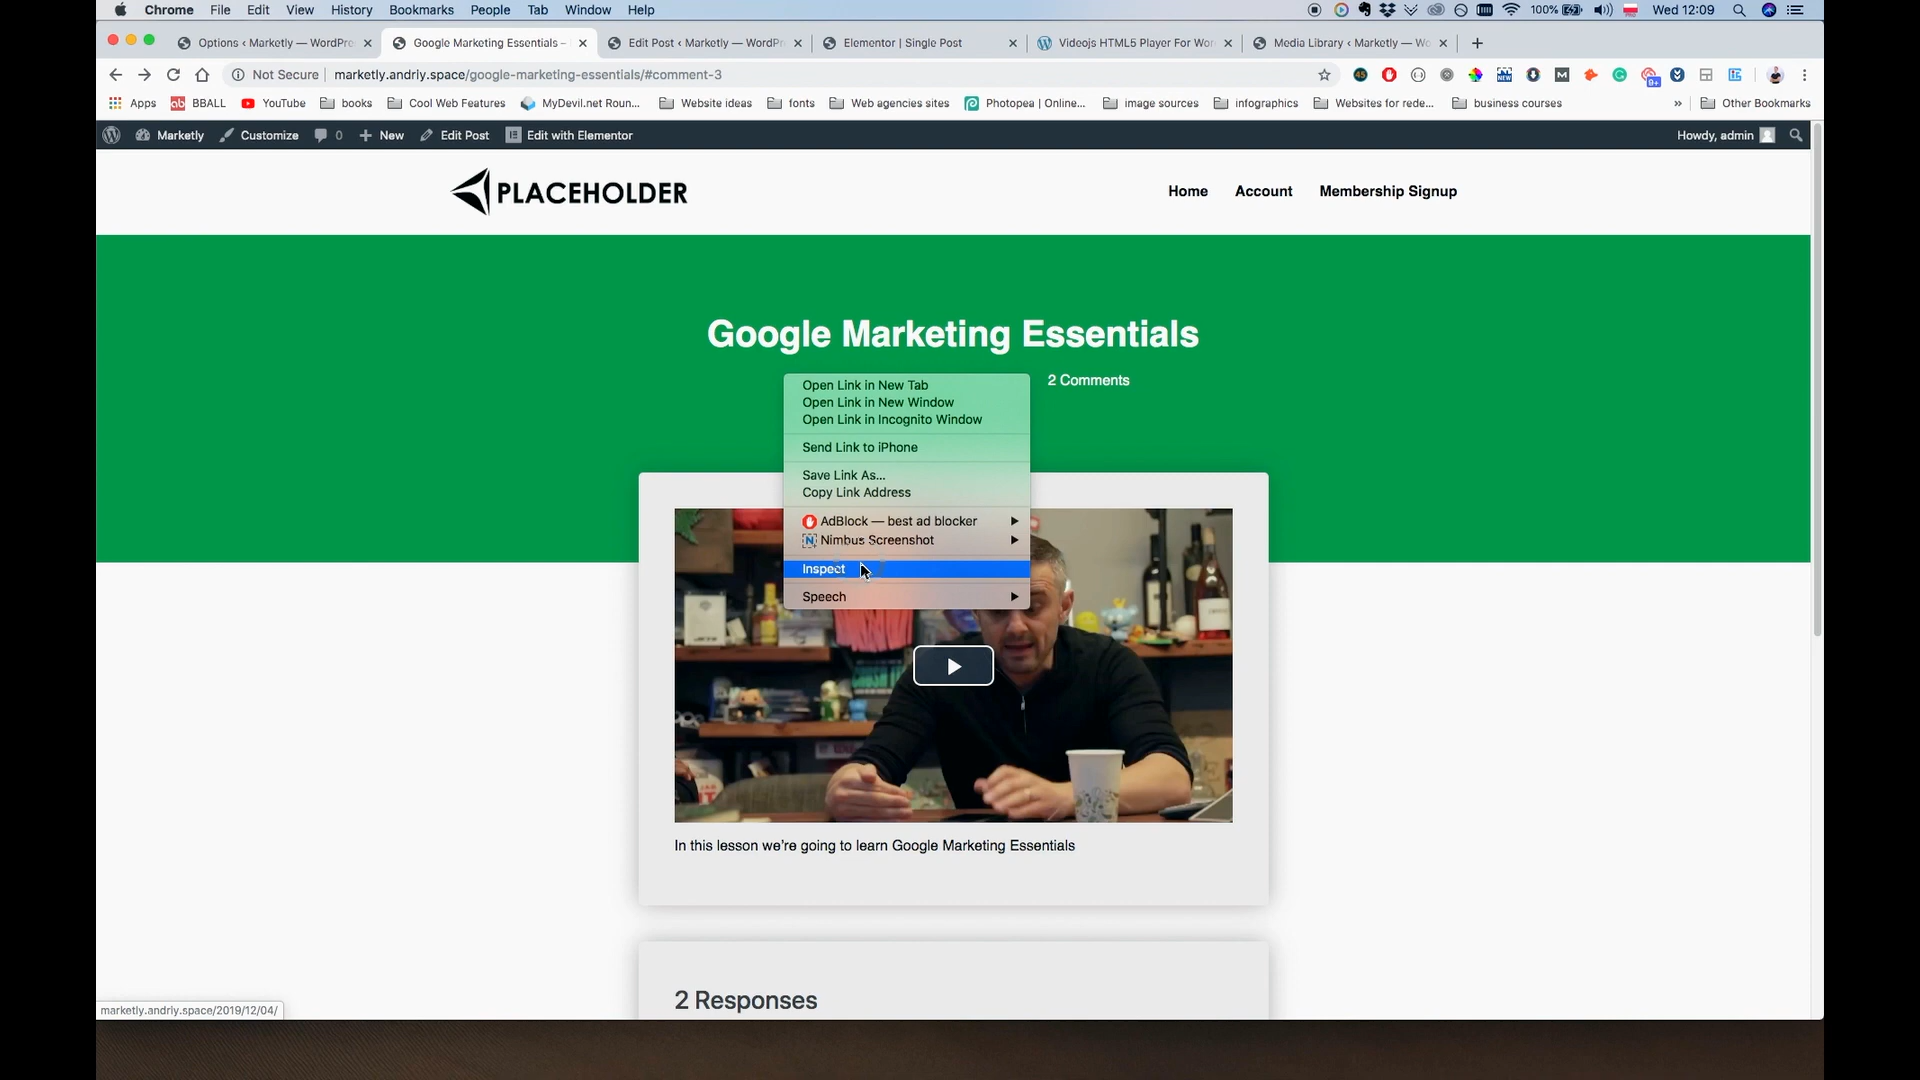 Chrome File Edit View History Bookmarks People Tab Window Help 100% Wed 12:09
Options ‹ Marketly — WordPre Google Marketing Essentials – Edit Post ‹ Marketly — WordPr Elementor | Single Post Videojs HTML5 Player For Wor Media Library ‹ Marketly — Wo
Not Secure marketly.andriy.space/google-marketing-essentials/#comment-3 45 M 9+
Apps BBALL YouTube books Cool Web Features MyDevil.net Roun... Website ideas fonts Web agencies sites Photopea | Online... image sources infographics Websites for rede... business courses » Other Bookmarks
Marketly Customize 0 New Edit Post Edit with Elementor Howdy, admin
PLACEHOLDER Home Account Membership Signup
Google Marketing Essentials
2 Comments
Open Link in New Tab
Open Link in New Window
Open Link in Incognito Window
Send Link to iPhone
Save Link As...
Copy Link Address
AdBlock — best ad blocker
Nimbus Screenshot
Inspect
Speech
In this lesson we're going to learn Google Marketing Essentials
2 Responses
marketly.andriy.space/2019/12/04/